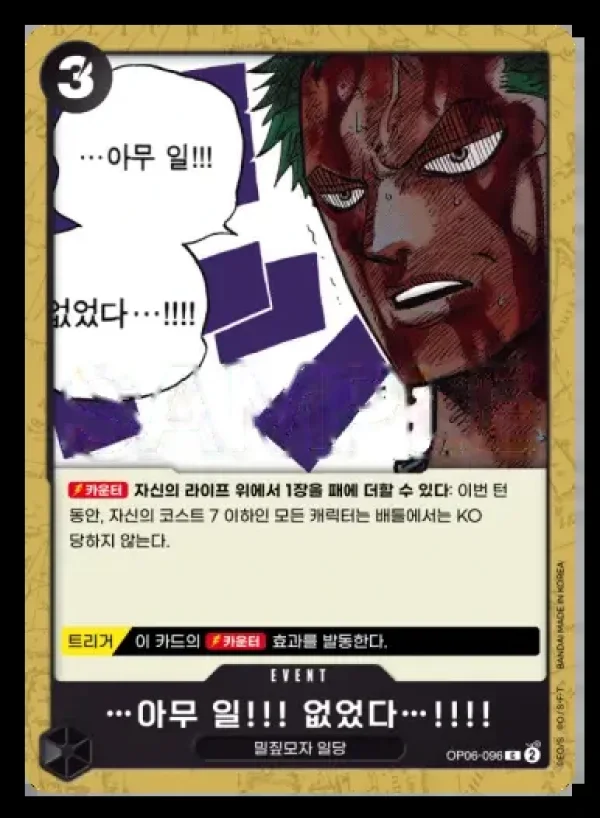 3
…아무 일!!!
없었다…!!!!
카운터 자신의 라이프 위에서 1장을 패에 더할 수 있다: 이번 턴
동안, 자신의 코스트 7 이하인 모든 캐릭터는 배틀에서는 KO
당하지 않는다.
트리거 이 카드의 카운터 효과를 발동한다.
EVENT
…아무 일!!! 없었다…!!!!
밀짚모자 일당
OP06-096 C 2
©E.O/S. ©O/S·F·T· BANDAI MADE IN KOREA